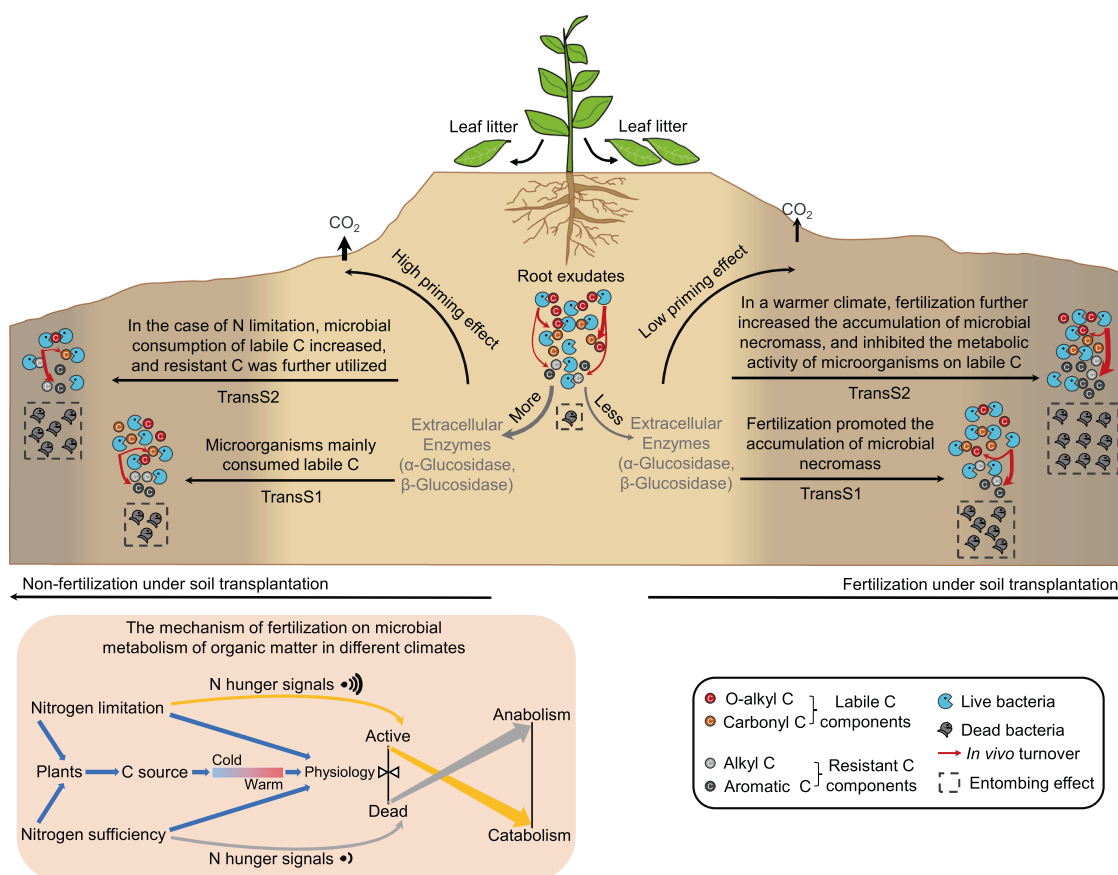 Leaf litter
Leaf litter
CO2
CO2
High priming effect
Root exudates
Low priming effect
In the case of N limitation, microbial
consumption of labile C increased,
and resistant C was further utilized
TransS2
In a warmer climate, fertilization further
increased the accumulation of microbial
necromass, and inhibited the metabolic
activity of microorganisms on labile C
TransS2
More
Less
Extracellular
Enzymes
(α-Glucosidase,
β-Glucosidase)
Extracellular
Enzymes
(α-Glucosidase,
β-Glucosidase)
Microorganisms mainly
consumed labile C
TransS1
Fertilization promoted the
accumulation of microbial
necromass
TransS1
Non-fertilization under soil transplantation
Fertilization under soil transplantation
The mechanism of fertilization on microbial
metabolism of organic matter in different climates
N hunger signals
Nitrogen limitation
Anabolism
Active
Plants
C source
Cold
Warm
Physiology
Dead
Nitrogen sufficiency
Catabolism
N hunger signals
C O-alkyl C
C Carbonyl C
Labile C
components
C Alkyl C
C Aromatic C
Resistant C
components
Live bacteria
Dead bacteria
In vivo turnover
Entombing effect